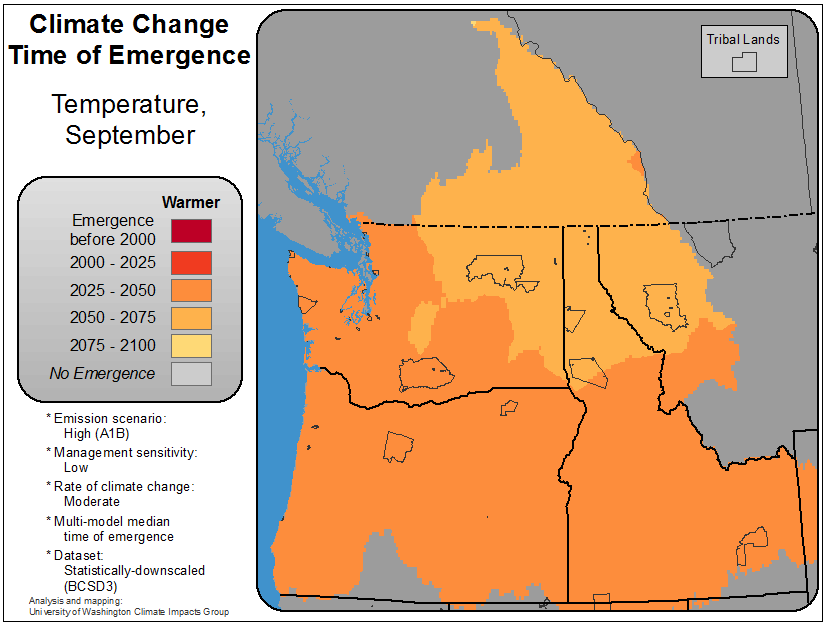 Climate Change
Time of Emergence
Temperature,
September
Warmer
Emergence
before 2000
2000 - 2025
2025 - 2050
2050 - 2075
2075 - 2100
No Emergence
* Emission scenario:
High (A1B)
* Management sensitivity:
Low
* Rate of climate change:
Moderate
* Multi-model median
time of emergence
* Dataset:
Statistically-downscaled
(BCSD3)
Analysis and mapping:
University of Washington Climate Impacts Group
Tribal Lands